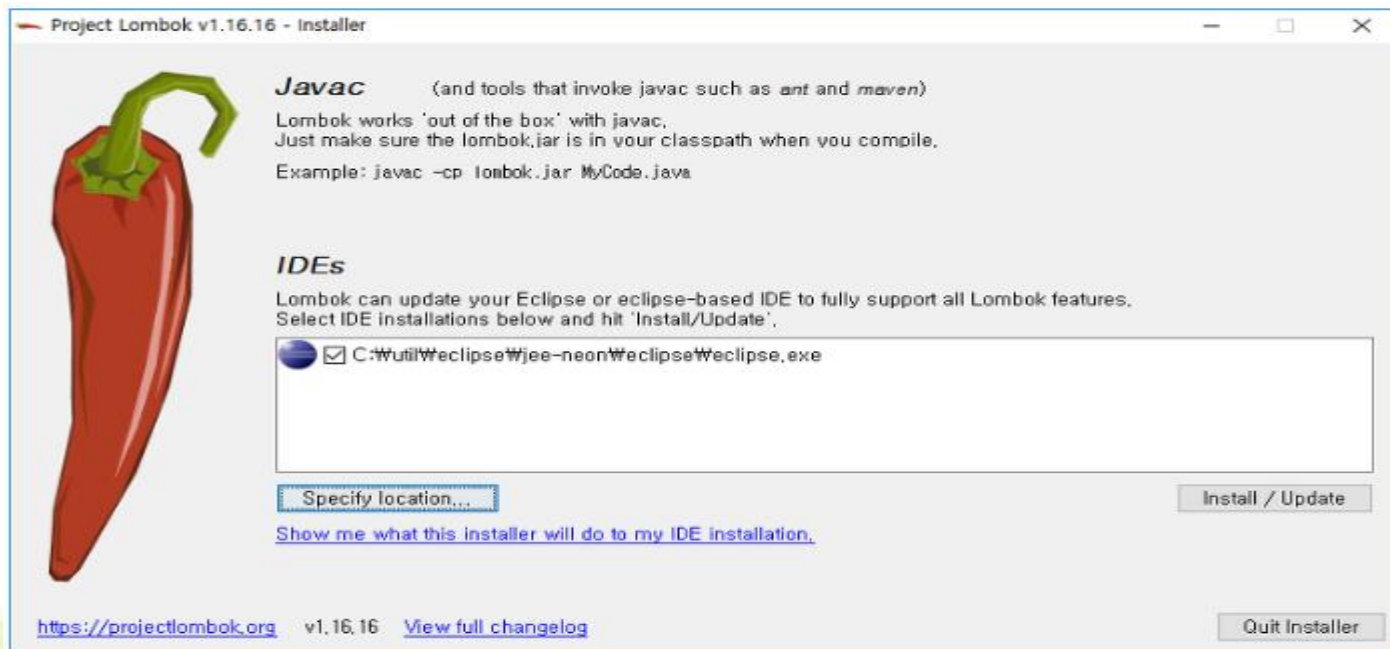 Project Lombok v1.16.16 - Installer
Javac (and tools that invoke javac such as ant and maven)
Lombok works 'out of the box' with javac.
Just make sure the lombok.jar is in your classpath when you compile.
Example: javac -cp lombok.jar MyCode.java
IDEs
Lombok can update your Eclipse or eclipse-based IDE to fully support all Lombok features.
Select IDE installations below and hit 'Install/Update'.
C:₩util₩eclipse₩jee-neon₩eclipse₩eclipse.exe
Specify location... Install / Update
Show me what this installer will do to my IDE installation.
https://projectlombok.org v1.16.16 View full changelog Quit Installer